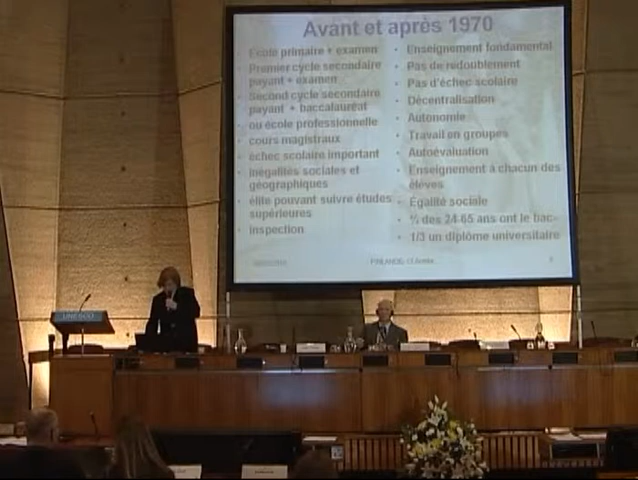 Avant et après 1970
Ecole primaire + examen
Premier cycle secondaire
payant + examen
Second cycle secondaire
payant + baccalauréat
ou école professionnelle
cours magistraux
échec scolaire important
Inégalités sociales et
géographiques
élite pouvant suivre études
supérieures
Inspection
Enseignement fondamental
Pas de redoublement
Pas d'échec scolaire
Décentralisation
Autonomie
Travail en groupes
Autoévaluation
Enseignement à chacun des
élèves
Égalité sociale
des 24-65 ans ont le bac
1/3 un diplôme universitaire
UNESCO